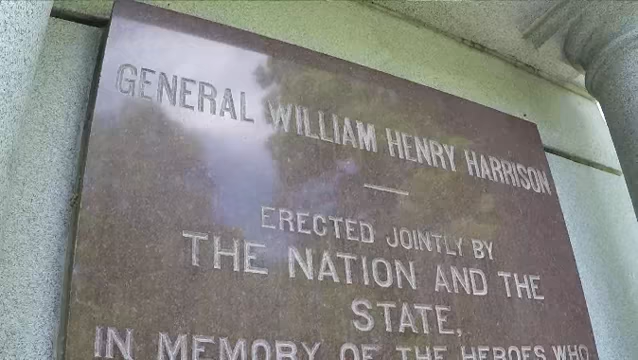 GENERAL WILLIAM HENRY HARRISON
ERECTED JOINTLY BY
THE NATION AND THE
STATE,
IN MEMORY OF THE HEROES WHO